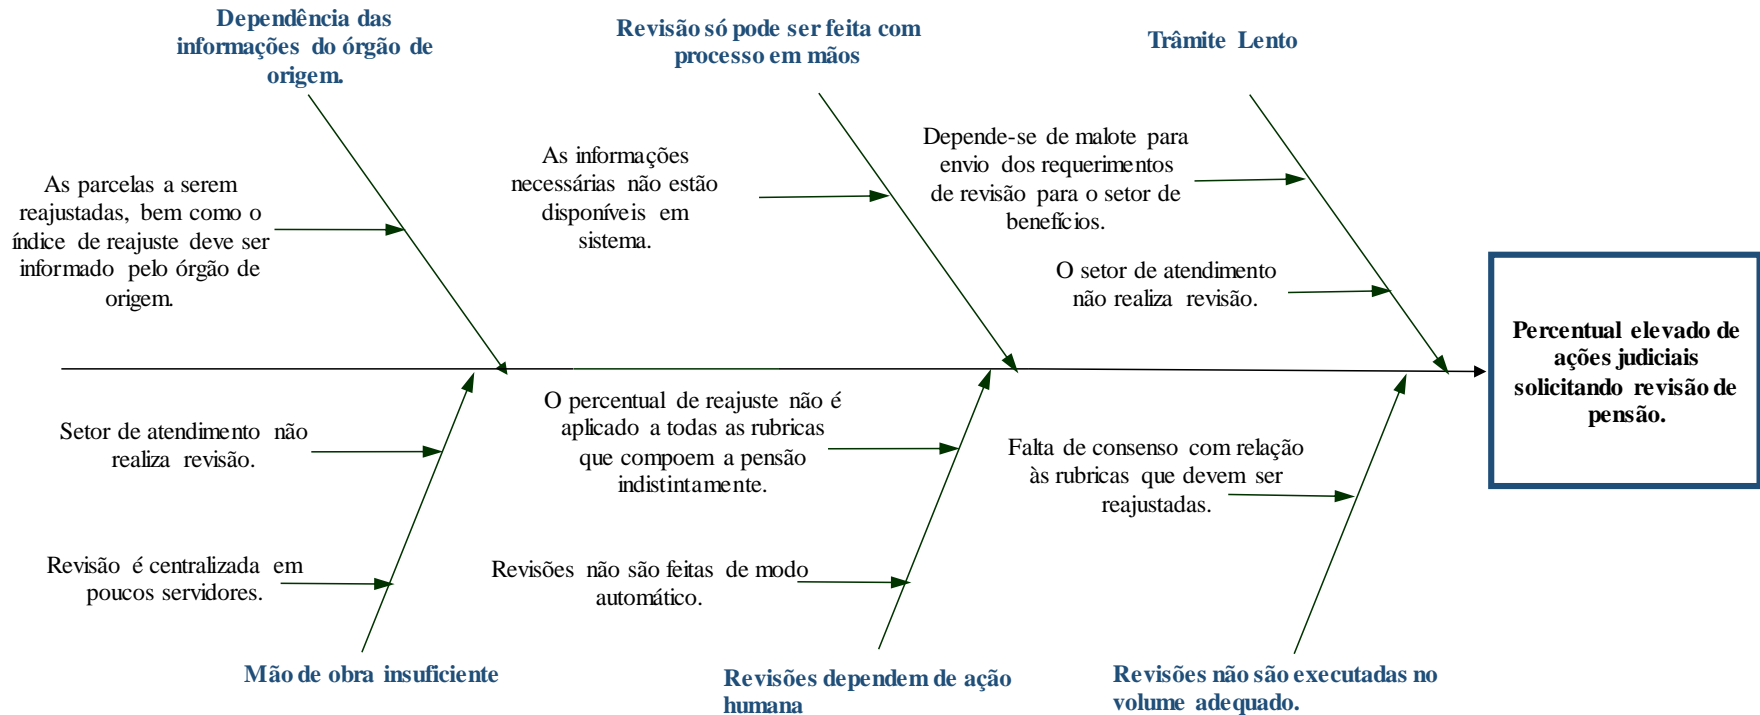 Dependência das
informações do órgão de
origem.
Revisão só pode ser feita com
processo em mãos
Trâmite Lento
As parcelas a serem
reajustadas, bem como o
índice de reajuste deve ser
informado pelo órgão de
origem.
As informações
necessárias não estão
disponíveis em
sistema.
Depende-se de malote para
envio dos requerimentos
de revisão para o setor de
benefícios.
O setor de atendimento
não realiza revisão.
Percentual elevado de
ações judiciais
solicitando revisão de
pensão.
Setor de atendimento não
realiza revisão.
Revisão é centralizada em
poucos servidores.
O percentual de reajuste não é
aplicado a todas as rubricas
que compoem a pensão
indistintamente.
Revisões não são feitas de modo
automático.
Falta de consenso com relação
às rubricas que devem ser
reajustadas.
Mão de obra insuficiente
Revisões dependem de ação
humana
Revisões não são executadas no
volume adequado.